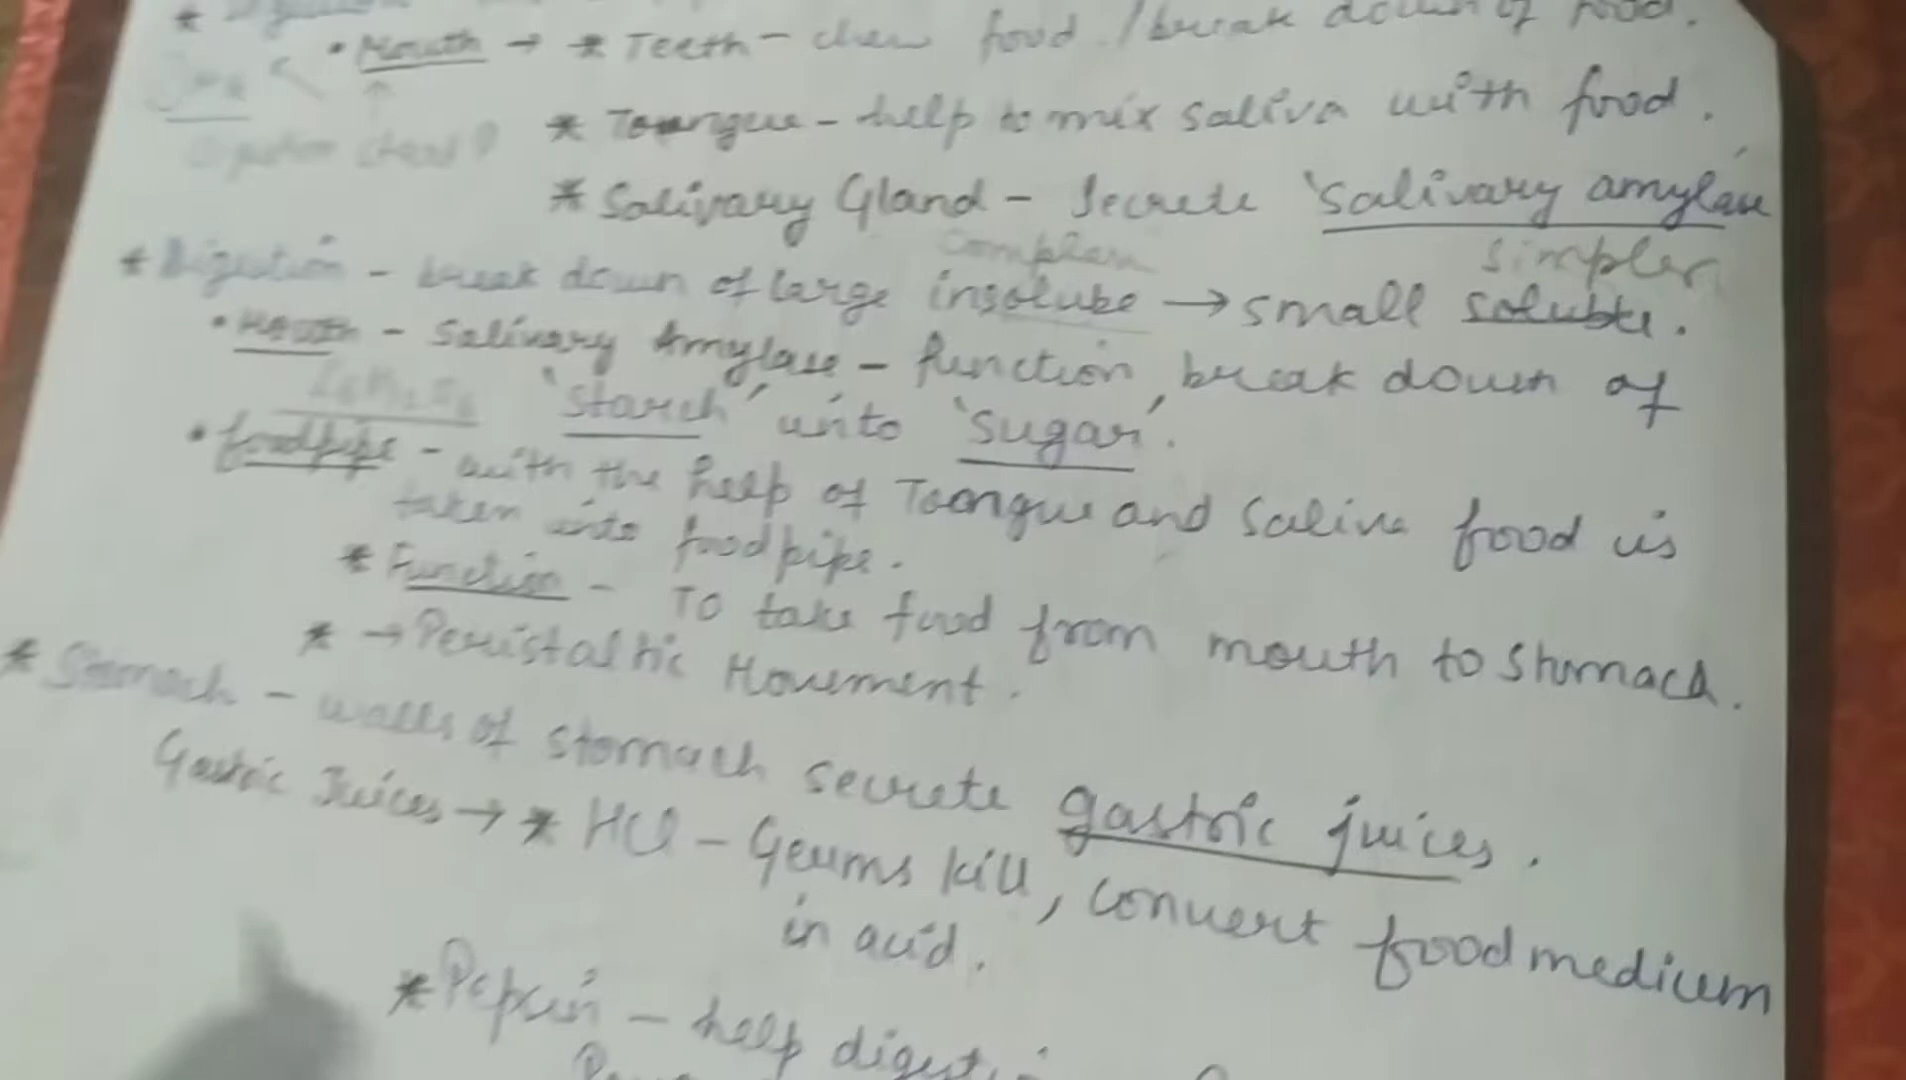 • Mouth → * Teeth - chew food / break down of food.
* Toungue - help to mix saliva with food.
* Salivary Gland - Secrete 'salivary amylase
complex simpler
* Digestion - break down of large insoluble → small soluble.
• Mouth - Salivary Amylase - function, break down of
'starch' into 'sugar'.
• foodpipe - with the help of Toongue and Saliva food is
taken into foodpipe.
* Function - To take food from mouth to Stomach.
* → Peristaltic Movement.
* Stomach - walls of stomach secrete gastric juices.
Gastric Juices → * HCl - Germs kill, convert food medium
in acid.
* Pepsin - help